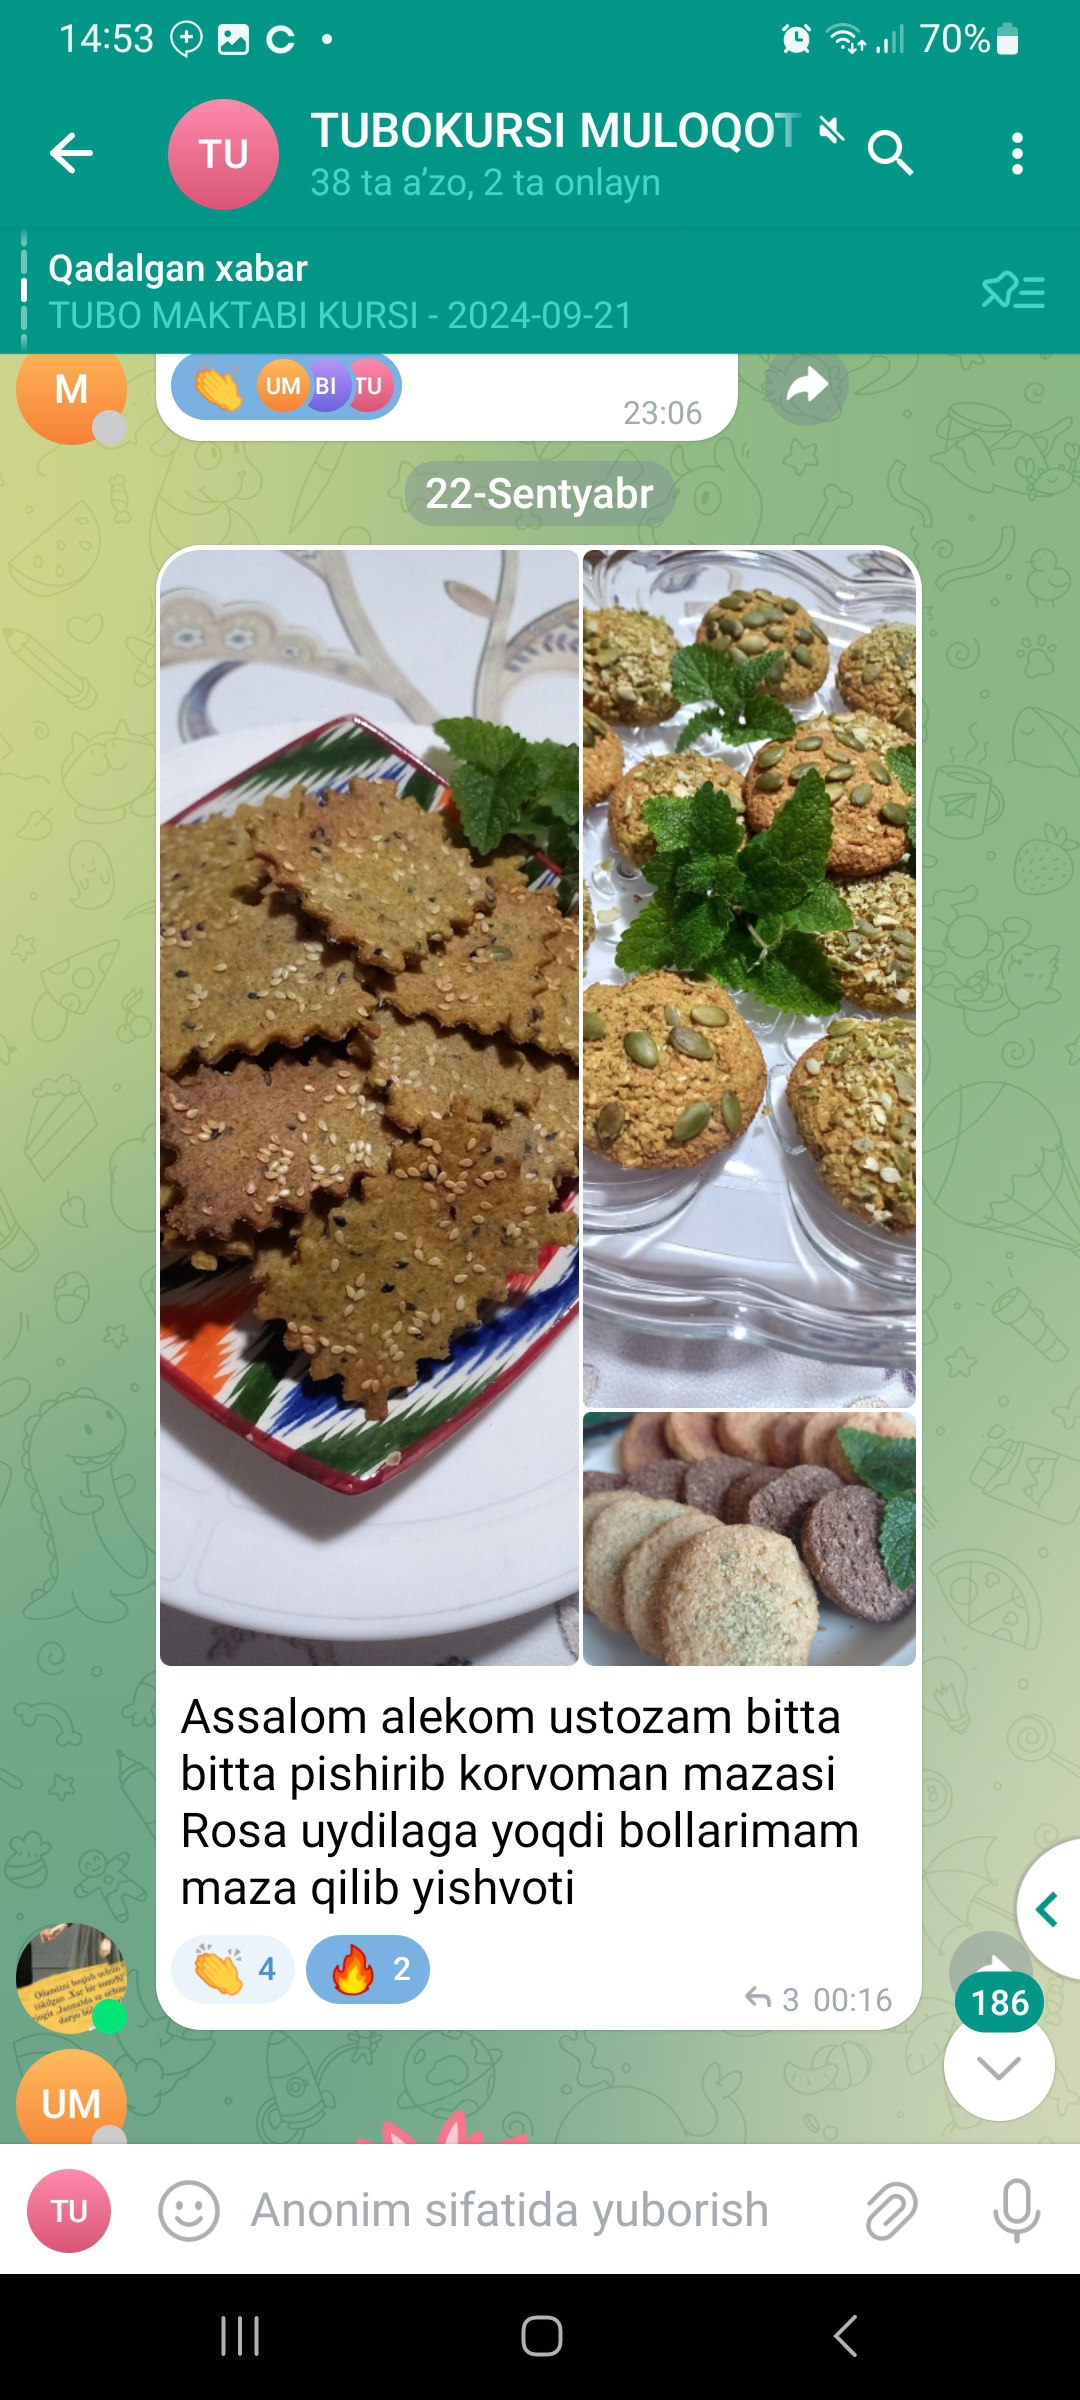 14:53
70%
TU
TUBOKURSI MULOQOT
38 ta a’zo, 2 ta onlayn
Qadalgan xabar
TUBO MAKTABI KURSI - 2024-09-21
M
UM BI TU
23:06
22-Sentyabr
Assalom alekom ustozam bitta
bitta pishirib korvoman mazasi
Rosa uydilaga yoqdi bollarimam
maza qilib yishvoti
4
2
3 00:16
186
UM
TU
Anonim sifatida yuborish